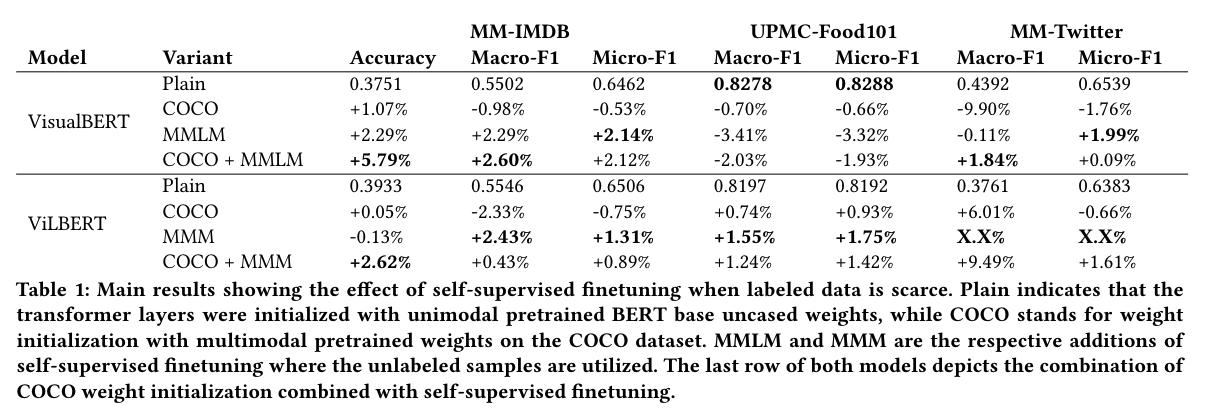 MM-IMDB UPMC-Food101 MM-Twitter
Model Variant Accuracy Macro-F1 Micro-F1 Macro-F1 Micro-F1 Macro-F1 Micro-F1
Plain 0.3751 0.5502 0.6462 0.8278 0.8288 0.4392 0.6539
COCO +1.07% -0.98% -0.53% -0.70% -0.66% -9.90% -1.76%
VisualBERT
MMLM +2.29% +2.29% +2.14% -3.41% -3.32% -0.11% +1.99%
COCO + MMLM +5.79% +2.60% +2.12% -2.03% -1.93% +1.84% +0.09%
Plain 0.3933 0.5546 0.6506 0.8197 0.8192 0.3761 0.6383
COCO +0.05% -2.33% -0.75% +0.74% +0.93% +6.01% -0.66%
ViLBERT
MMM -0.13% +2.43% +1.31% +1.55% +1.75% X.X% X.X%
COCO + MMM +2.62% +0.43% +0.89% +1.24% +1.42% +9.49% +1.61%
Table 1: Main results showing the effect of self-supervised finetuning when labeled data is scarce. Plain indicates that the
transformer layers were initialized with unimodal pretrained BERT base uncased weights, while COCO stands for weight
initialization with multimodal pretrained weights on the COCO dataset. MMLM and MMM are the respective additions of
self-supervised finetuning where the unlabeled samples are utilized. The last row of both models depicts the combination of
COCO weight initialization combined with self-supervised finetuning.